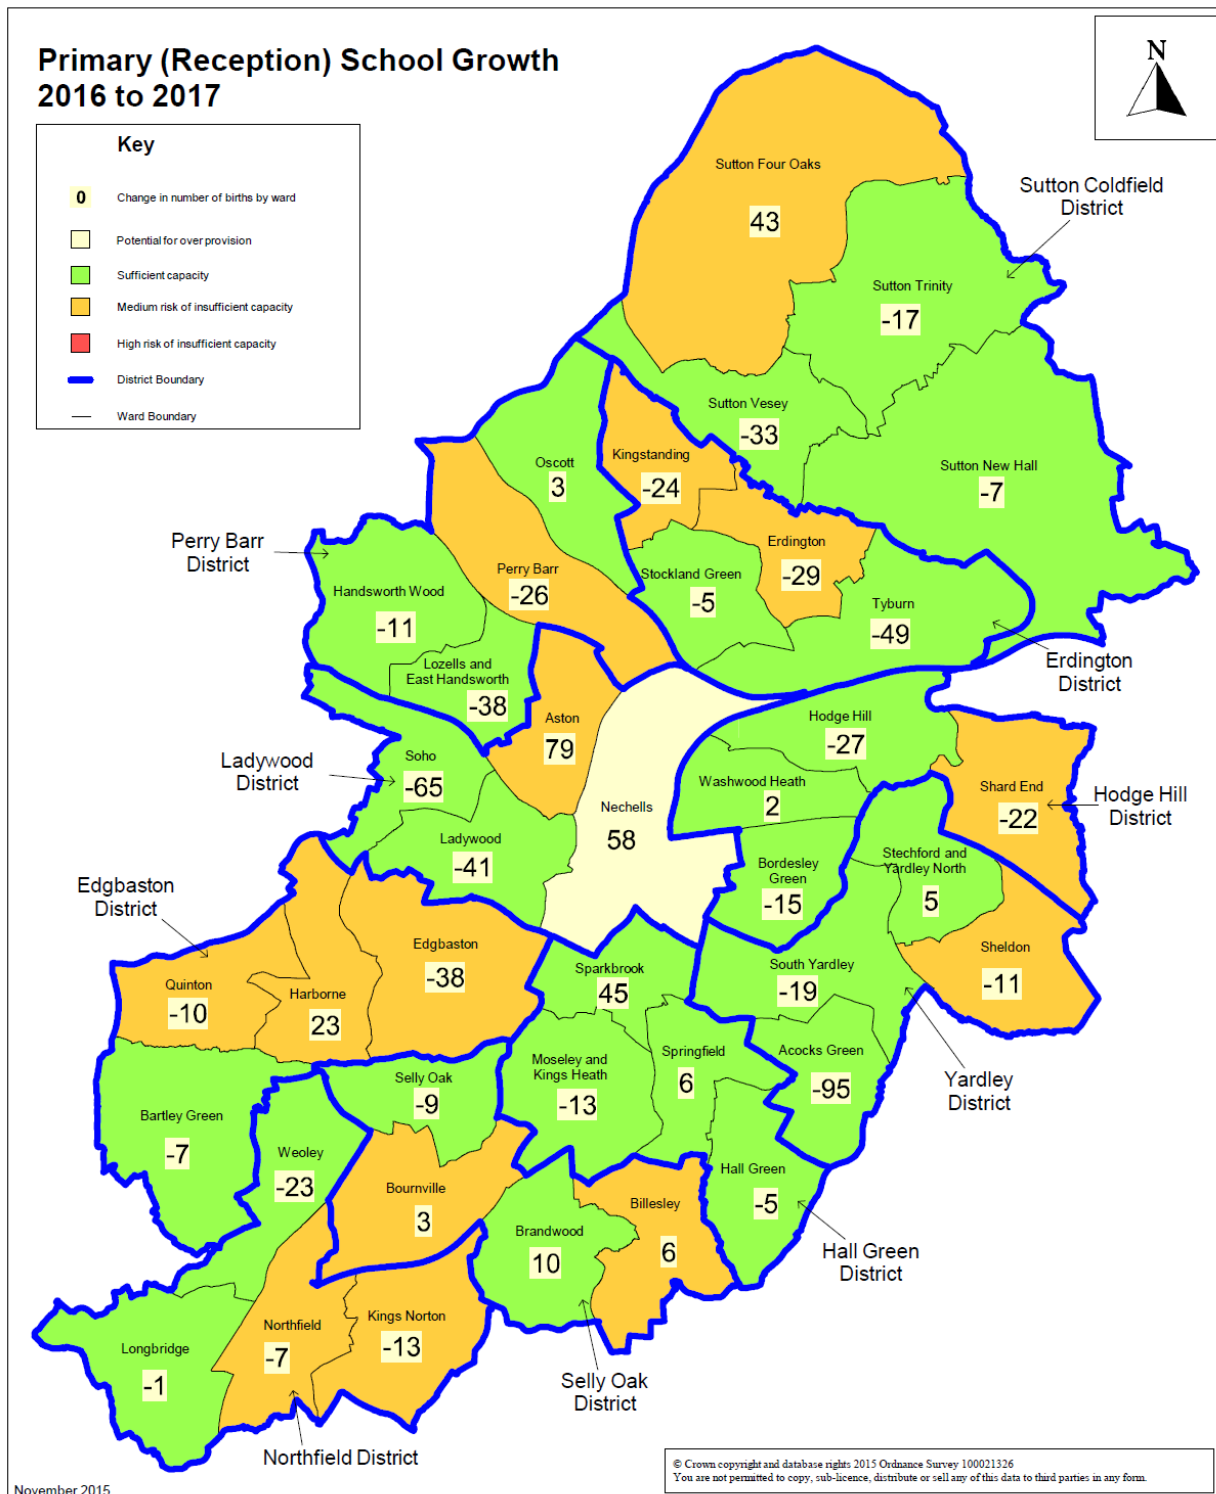 Primary (Reception) School Growth
2016 to 2017
N
Key
0 Change in number of births by ward
Potential for over provision
Sufficient capacity
Medium risk of insufficient capacity
High risk of insufficient capacity
District Boundary
Ward Boundary
Sutton Four Oaks
43
Sutton Coldfield
District
Sutton Trinity
-17
Sutton Vesey
-33
Kingstanding
-24
Oscott
3
Sutton New Hall
-7
Perry Barr
District
Erdington
-29
Perry Barr
-26
Stockland Green
-5
Handsworth Wood
-11
Tyburn
-49
Erdington
District
Lozells and
East Handsworth
-38
Aston
79
Hodge Hill
-27
Ladywood
District
Soho
-65
Washwood Heath
2
Shard End
-22
Hodge Hill
District
Nechells
58
Ladywood
-41
Stechford and
Yardley North
5
Bordesley
Green
-15
Edgbaston
District
Edgbaston
-38
Sheldon
-11
Sparkbrook
45
South Yardley
-19
Quinton
-10
Harborne
23
Moseley and
Kings Heath
-13
Springfield
6
Acocks Green
-95
Selly Oak
-9
Yardley
District
Bartley Green
-7
Weoley
-23
Hall Green
-5
Bournville
3
Billesley
6
Brandwood
10
Hall Green
District
Kings Norton
-13
Northfield
-7
Longbridge
-1
Selly Oak
District
Northfield District
© Crown copyright and database rights 2015 Ordnance Survey 100021326
You are not permitted to copy, sub-licence, distribute or sell any of this data to third parties in any form.
November 2015